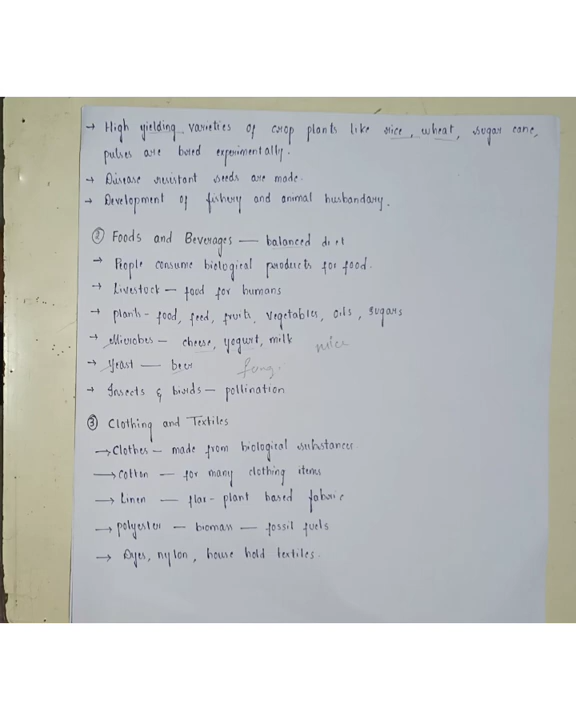 → High yielding varieties of crop plants like rice, wheat, sugar cane,
pulses are bored experimentally.
→ Disease resistant seeds are made.
→ Development of fishery and animal husbandary.
② Foods and Beverages — balanced diet
→ People consume biological products for food.
→ Livestock — food for humans
→ plants - food, feed, fruits, vegetables, oils, sugars
→ Microbes - cheese, yogurt, milk
→ Yeast — beer
→ Insects & birds — pollination
③ Clothing and Textiles
→ Clothes — made from biological substances
→ Cotton — for many clothing items
→ Linen — flax - plant based fabric
→ polyester — biomass — fossil fuels
→ Dyes, nylon, house hold textiles.